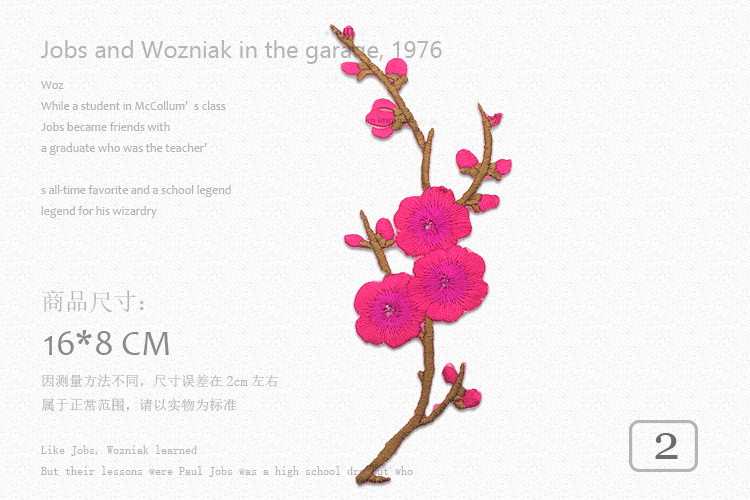 Jobs and Wozniak in the garage, 1976
Woz
While a student in McCollum’s class
Jobs became friends with
a graduate who was the teacher’
s all-time favorite and a school legend
legend for his wizardry
商品尺寸:
16*8 CM
因测量方法不同，尺寸误差在 2cm 左右
属于正常范围，请以实物为标准
Like Jobs, Wozniak learned
But their lessons were Paul Jobs was a high school dropout who
2